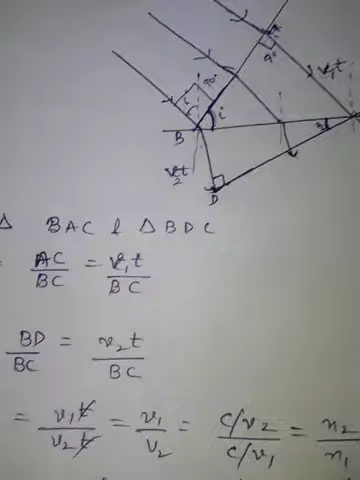 A
90°
90°
i
i
v₁t
B
r
v₂t
D
Δ BAC & Δ BDC
= AC/BC = v₁t/BC
BD/BC = v₂t/BC
= v₁t/v₂t = v₁/v₂ = c/v₂ / c/v₁ = n₂/n₁